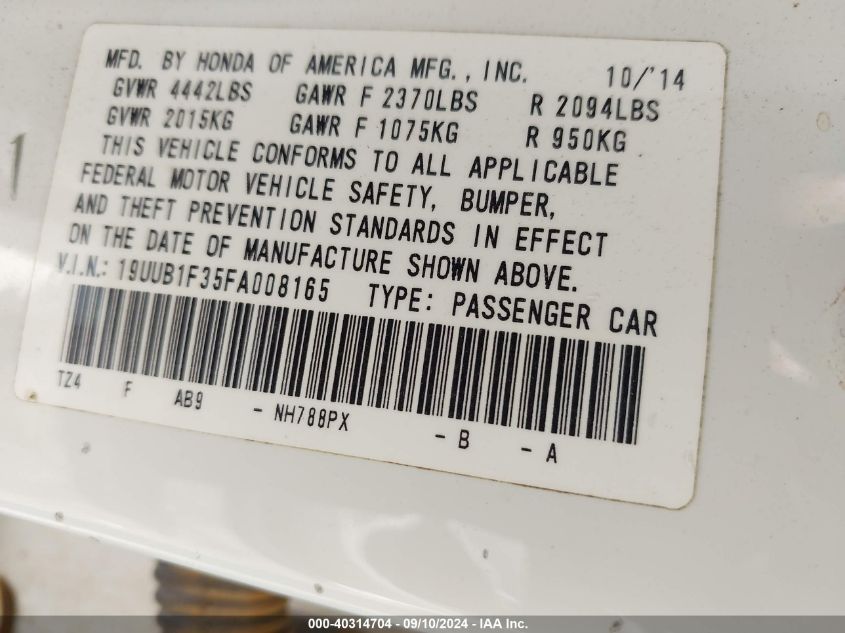 MFD. BY HONDA OF AMERICA MFG., INC. 10/'14
GVWR 4442LBS GAWR F 2370LBS R 2094LBS
GVWR 2015KG GAWR F 1075KG R 950KG
THIS VEHICLE CONFORMS TO ALL APPLICABLE
FEDERAL MOTOR VEHICLE SAFETY, BUMPER,
AND THEFT PREVENTION STANDARDS IN EFFECT
ON THE DATE OF MANUFACTURE SHOWN ABOVE.
V.I.N.: 19UUB1F35FA008165 TYPE: PASSENGER CAR
TZ4 F AB9 - NH788PX - B - A
1
000-40314704 - 09/10/2024 - IAA Inc.